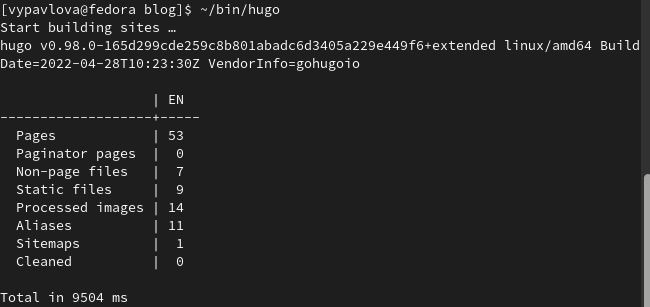 [vypavlova@fedora blog]$ ~/bin/hugo
Start building sites …
hugo v0.98.0-165d299cde259c8b801abadc6d3405a229e449f6+extended linux/amd64 Build
Date=2022-04-28T10:23:30Z VendorInfo=gohugoio

                   | EN
-------------------+-----
  Pages            | 53
  Paginator pages  |  0
  Non-page files   |  7
  Static files     |  9
  Processed images | 14
  Aliases          | 11
  Sitemaps         |  1
  Cleaned          |  0

Total in 9504 ms